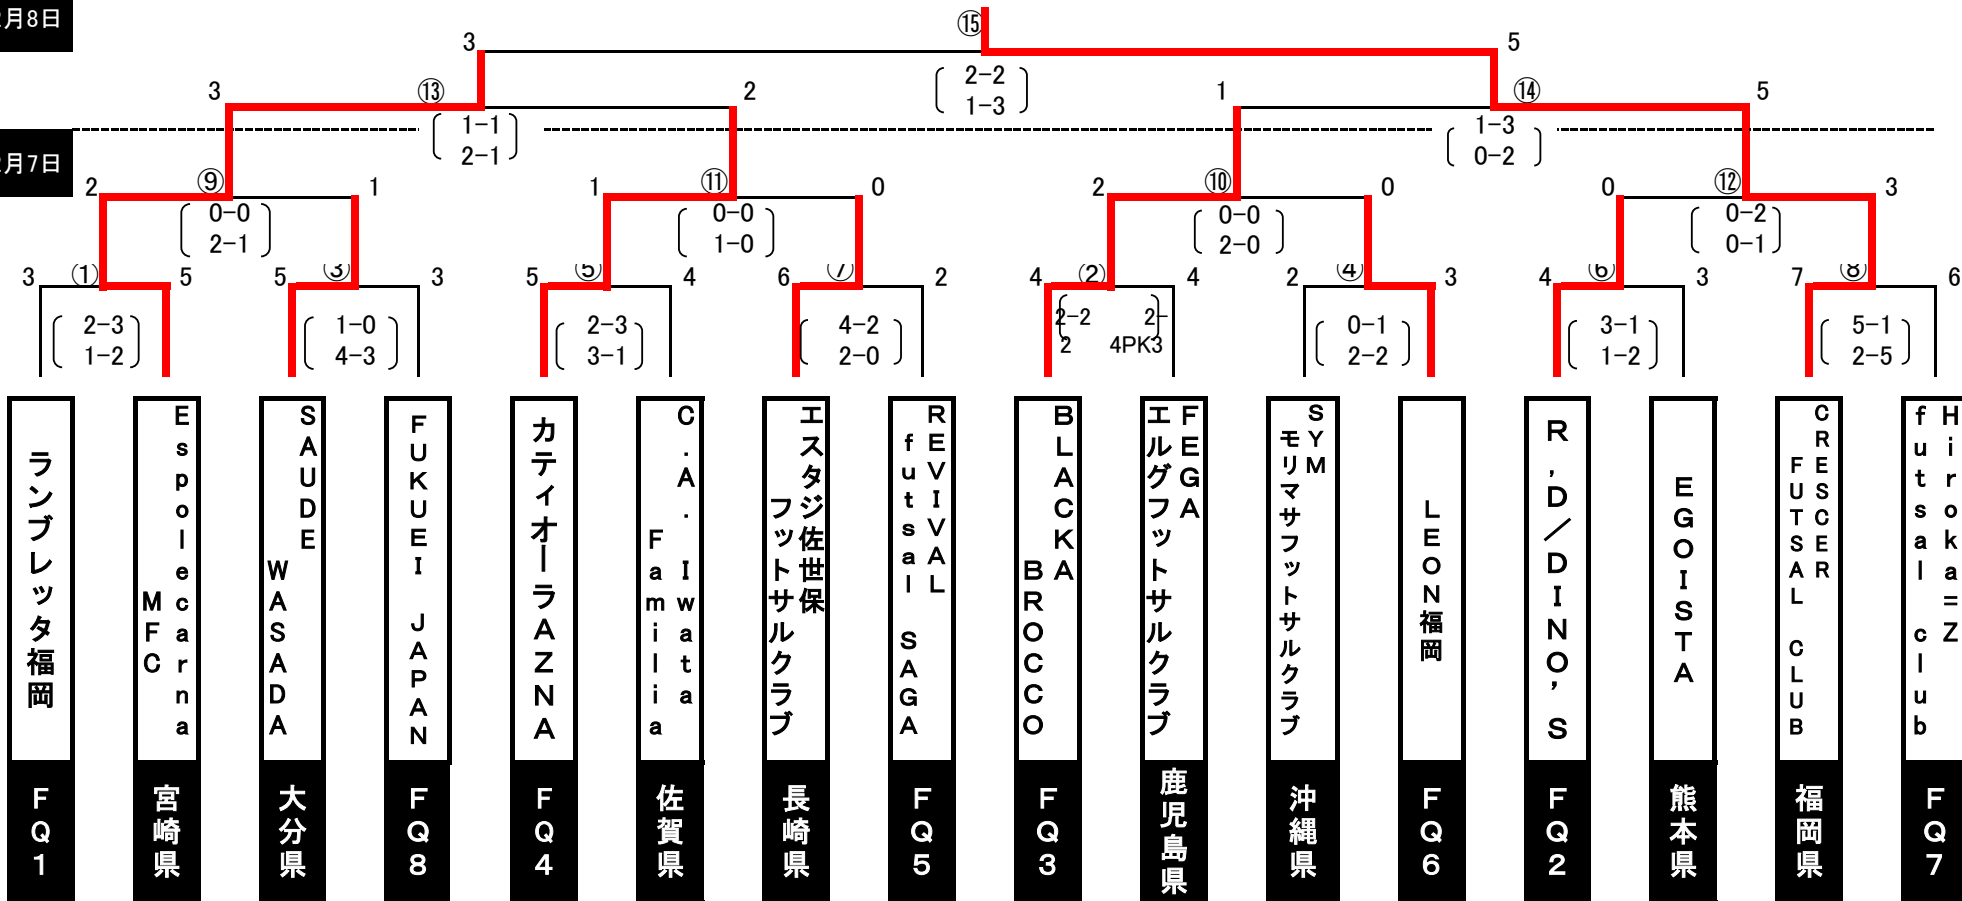 月8日
⑮
3
5
2-2
1-3
3
⑬
2
1
⑭
5
1-1
2-1
1-3
0-2
月7日
2
⑨
1
1
⑪
0
2
⑩
0
0
⑫
3
0-0
2-1
0-0
1-0
0-0
2-0
0-2
0-1
3
①
5
5
③
3
5
⑤
4
6
⑦
2
4
②
4
2
④
3
4
⑥
3
7
⑧
6
2-3
1-2
1-0
4-3
2-3
3-1
4-2
2-0
2-2 2-
2 4PK3
0-1
2-2
3-1
1-2
5-1
2-5
ランブレッタ福岡
Espolecarna
MFC
SAUDE
WASADA
FUKUEI JAPAN
カティオーラAZNA
C.A.Iwata
Familia
エスタジ佐世保
フットサルクラブ
REVIVAL
futsal SAGA
BLACKA
BROCCO
FEGA
エルグフットサルクラブ
SYM
モリマサフットサルクラブ
LEON福岡
R,D/DINO'S
EGOISTA
CRESCER
FUTSAL CLUB
Hiroka=Z
futsal club
FQ1
宮崎県
大分県
FQ8
FQ4
佐賀県
長崎県
FQ5
FQ3
鹿児島県
沖縄県
FQ6
FQ2
熊本県
福岡県
FQ7